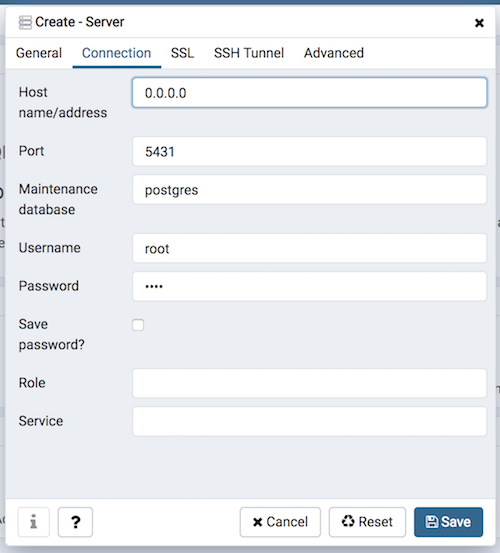 Create - Server
General Connection SSL SSH Tunnel Advanced
Host
name/address
0.0.0.0
Port
5431
Maintenance
database
postgres
Username
root
Password
••••
Save
password?
Role
Service
i ? Cancel Reset Save